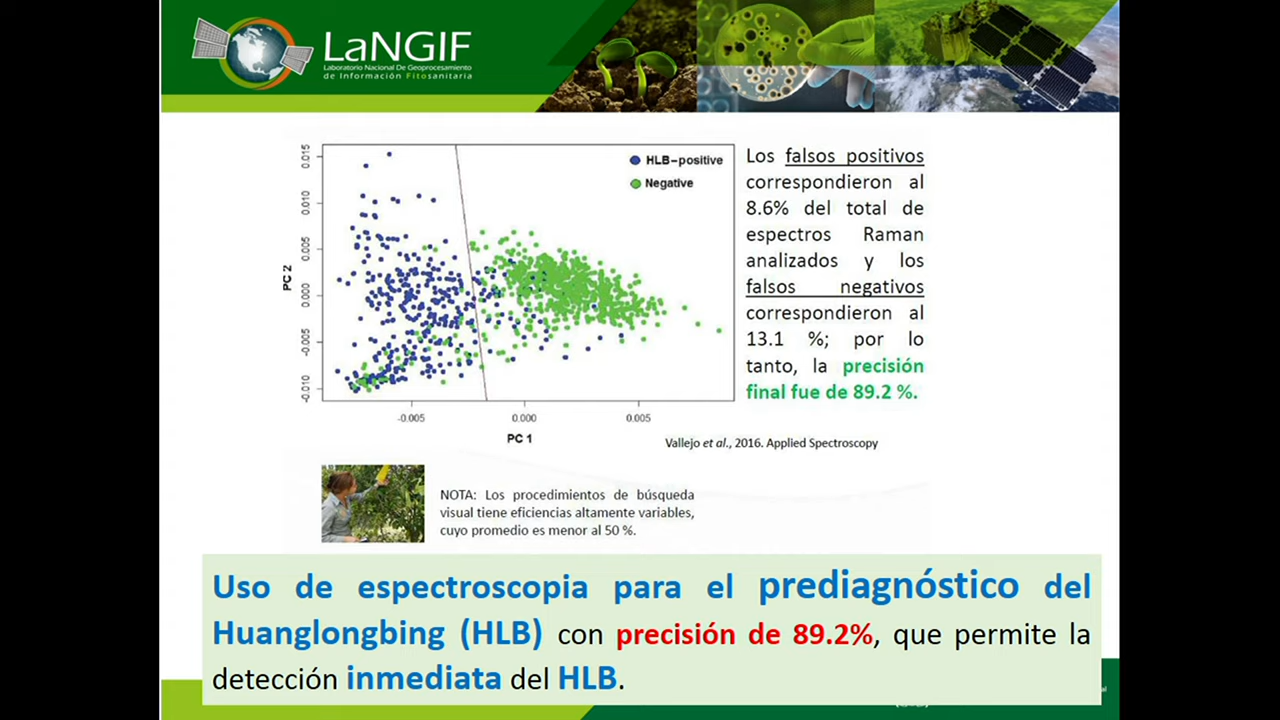 LaNGIF
Laboratorio Nacional De Geoprocesamiento
de Información Fitosanitaria
HLB-positive
Negative
0.015
0.010
0.005
0.000
-0.005
-0.010
PC 2
-0.005 0.000 0.005
PC 1
Los falsos positivos
correspondieron al
8.6% del total de
espectros Raman
analizados y los
falsos negativos
correspondieron al
13.1 %; por lo
tanto, la precisión
final fue de 89.2 %.
Vallejo et al., 2016. Applied Spectroscopy
NOTA: Los procedimientos de búsqueda
visual tiene eficiencias altamente variables,
cuyo promedio es menor al 50 %.
Uso de espectroscopia para el prediagnóstico del
Huanglongbing (HLB) con precisión de 89.2%, que permite la
detección inmediata del HLB.